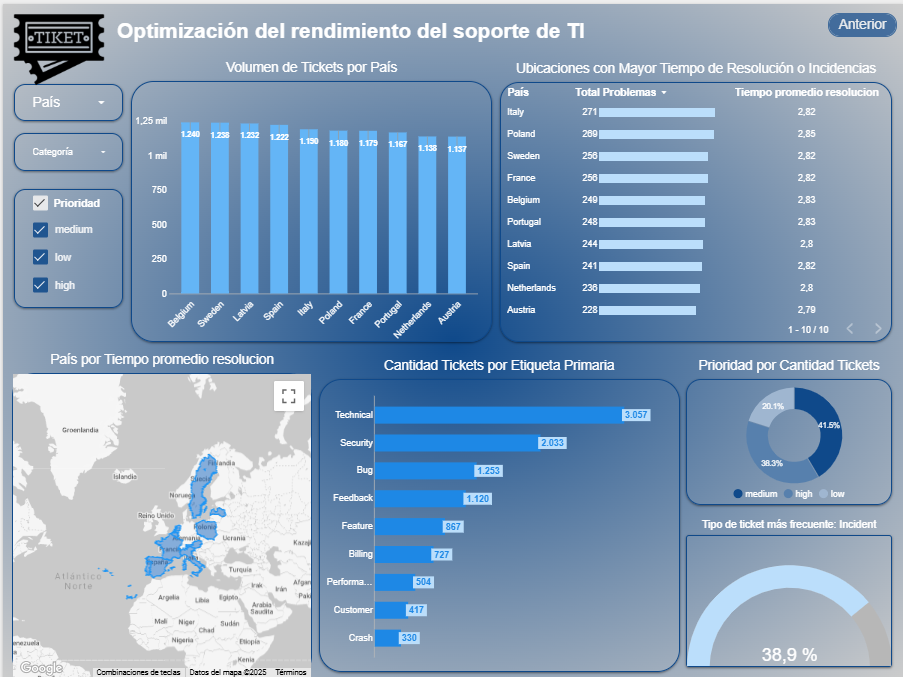 TIKET
Optimización del rendimiento del soporte de TI
Anterior
País
Categoría
Prioridad
medium
low
high
Volumen de Tickets por País
1,25 mil
1 mil
750
500
250
0
1.240
1.238
1.232
1.222
1.190
1.180
1.179
1.167
1.138
1.137
Belgium
Sweden
Latvia
Spain
Italy
Poland
France
Portugal
Netherlands
Austria
Ubicaciones con Mayor Tiempo de Resolución o Incidencias
País Total Problemas Tiempo promedio resolucion
Italy 271 2,82
Poland 269 2,85
Sweden 256 2,82
France 256 2,82
Belgium 249 2,83
Portugal 248 2,83
Latvia 244 2,8
Spain 241 2,82
Netherlands 236 2,8
Austria 228 2,79
1 - 10 / 10
País por Tiempo promedio resolucion
Groenlandia
Islandia
Finlandia
Suecia
Noruega
Reino Unido
Polonia
Alemania
Ucrania
Francia
Italia
España
Turquía
Atlántico
Norte
Irak
Irán
Argelia
Libia
Egipto
Arabia
Saudita
Mali
Níger
Chad
Sudán
Nigeria
Etiopía
Kenia
Google
Combinaciones de teclas Datos del mapa ©2025 Términos
Cantidad Tickets por Etiqueta Primaria
Technical 3.057
Security 2.033
Bug 1.253
Feedback 1.120
Feature 867
Billing 727
Performa... 504
Customer 417
Crash 330
Prioridad por Cantidad Tickets
20.1%
41.5%
38.3%
medium high low
Tipo de ticket más frecuente: Incident
38,9 %